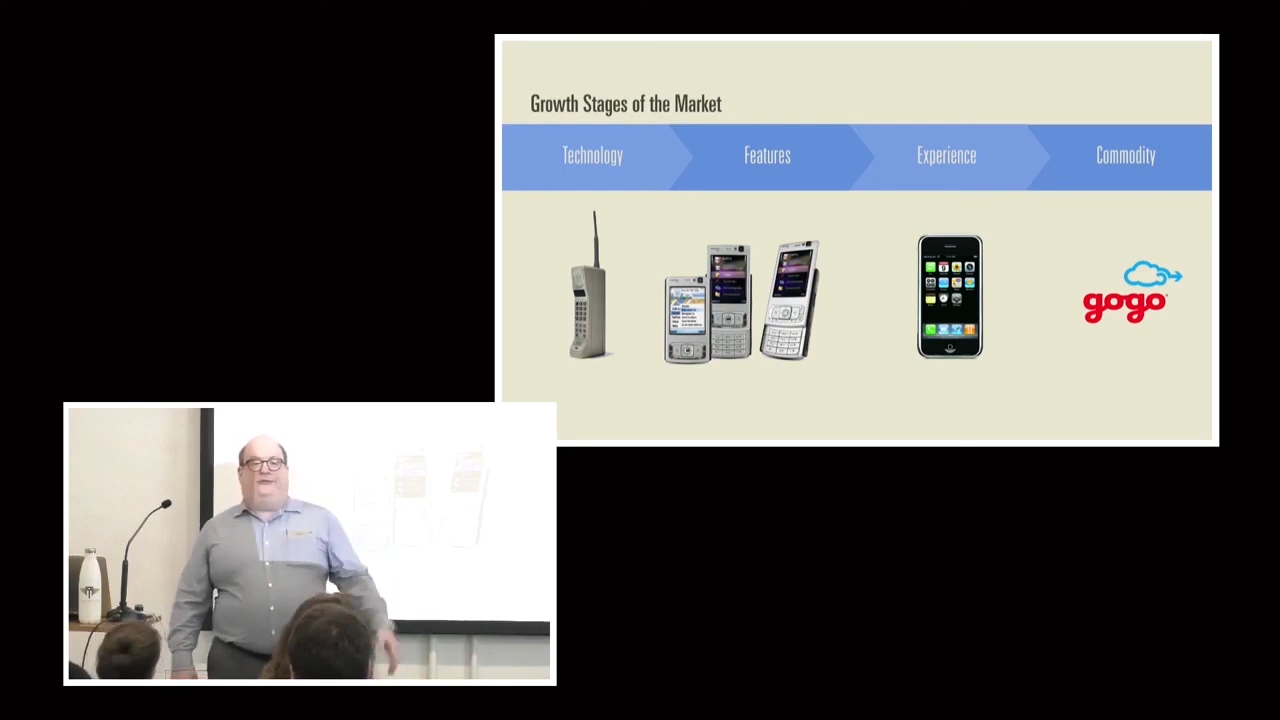 Growth Stages of the Market
Technology
Features
Experience
Commodity
gogo